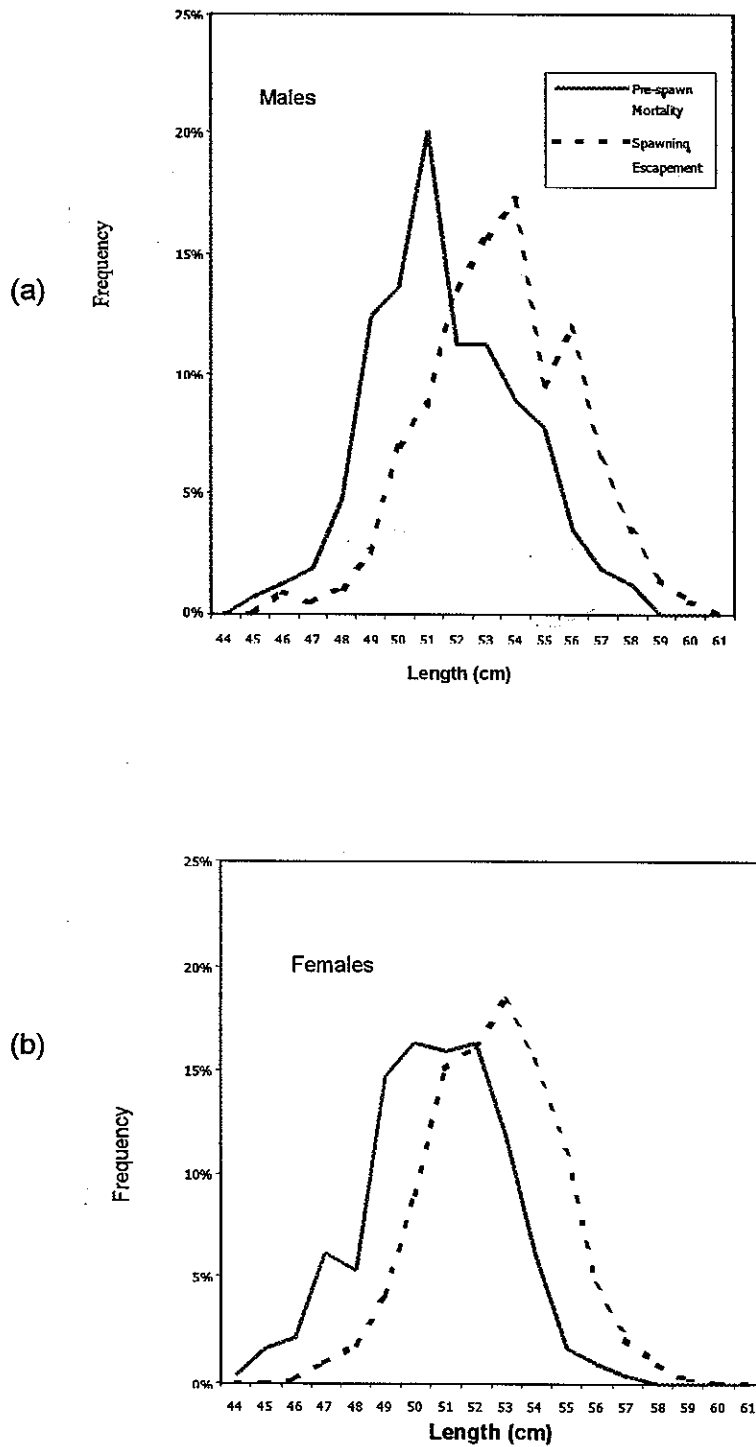 25%
Males
Pre-spawn
Mortality
Spawning
Escapement
20%
15%
(a)
Frequency
10%
5%
0%
44 45 46 47 48 49 50 51 52 53 54 55 56 57 58 59 60 61
Length (cm)
25%
20%
Females
15%
(b)
Frequency
10%
5%
0%
44 45 46 47 48 49 50 51 52 53 54 55 56 57 58 59 60 61
Length (cm)